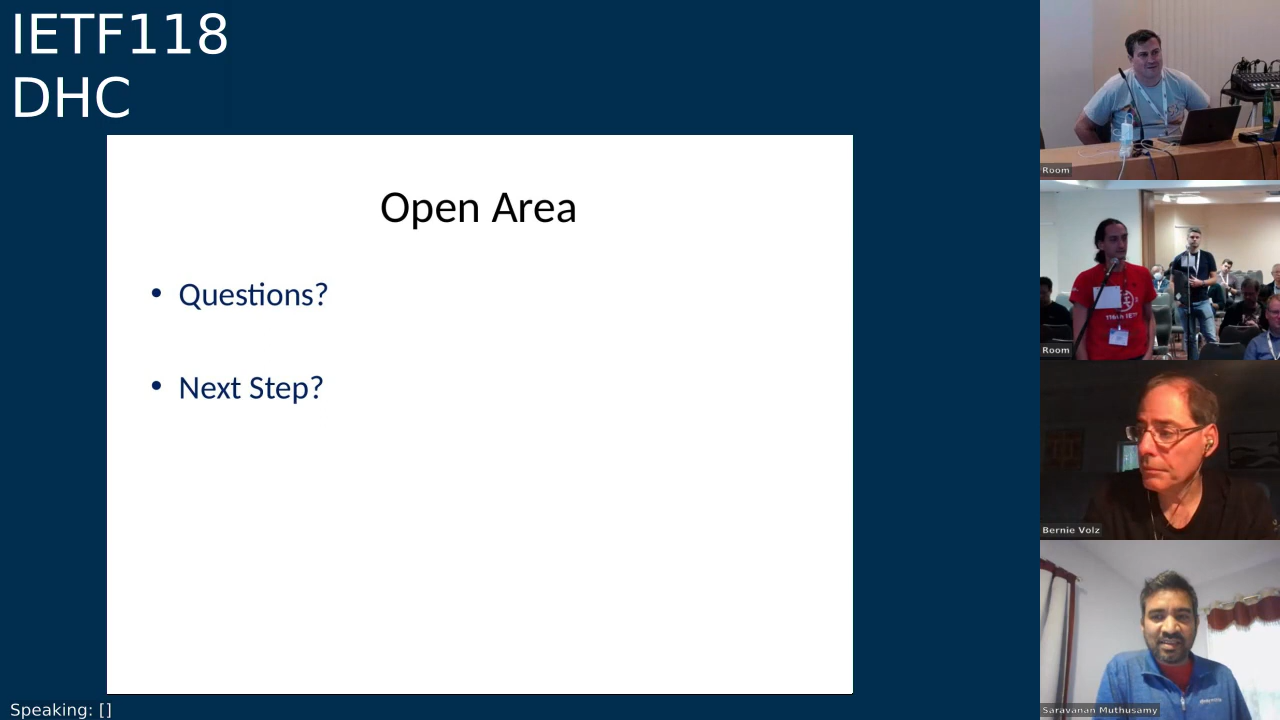 IETF118
DHC
Open Area
• Questions?
• Next Step?
Speaking: []
Room
Room
Bernie Volz
Saravanan Muthusamy